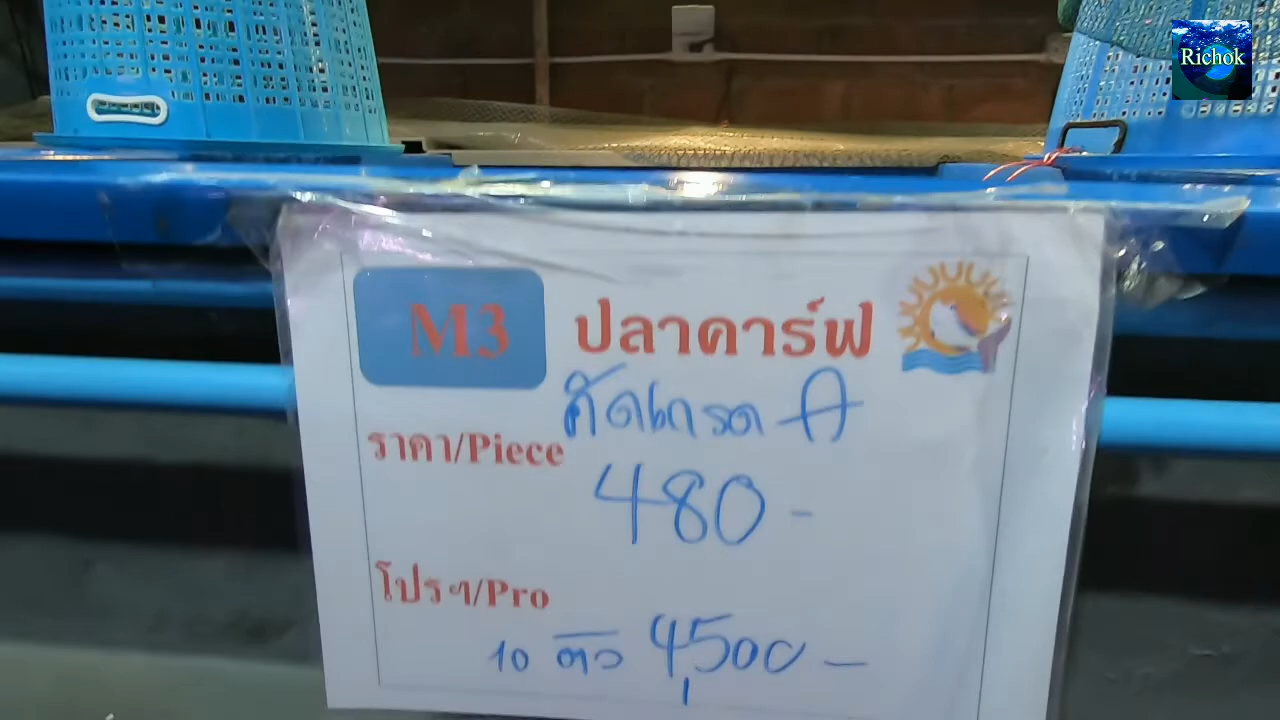 Richok
M3 ปลาคาร์ฟ
คัดเกรด A
ราคา/Piece
480 -
โปรฯ/Pro
10 ตัว 4,500 -